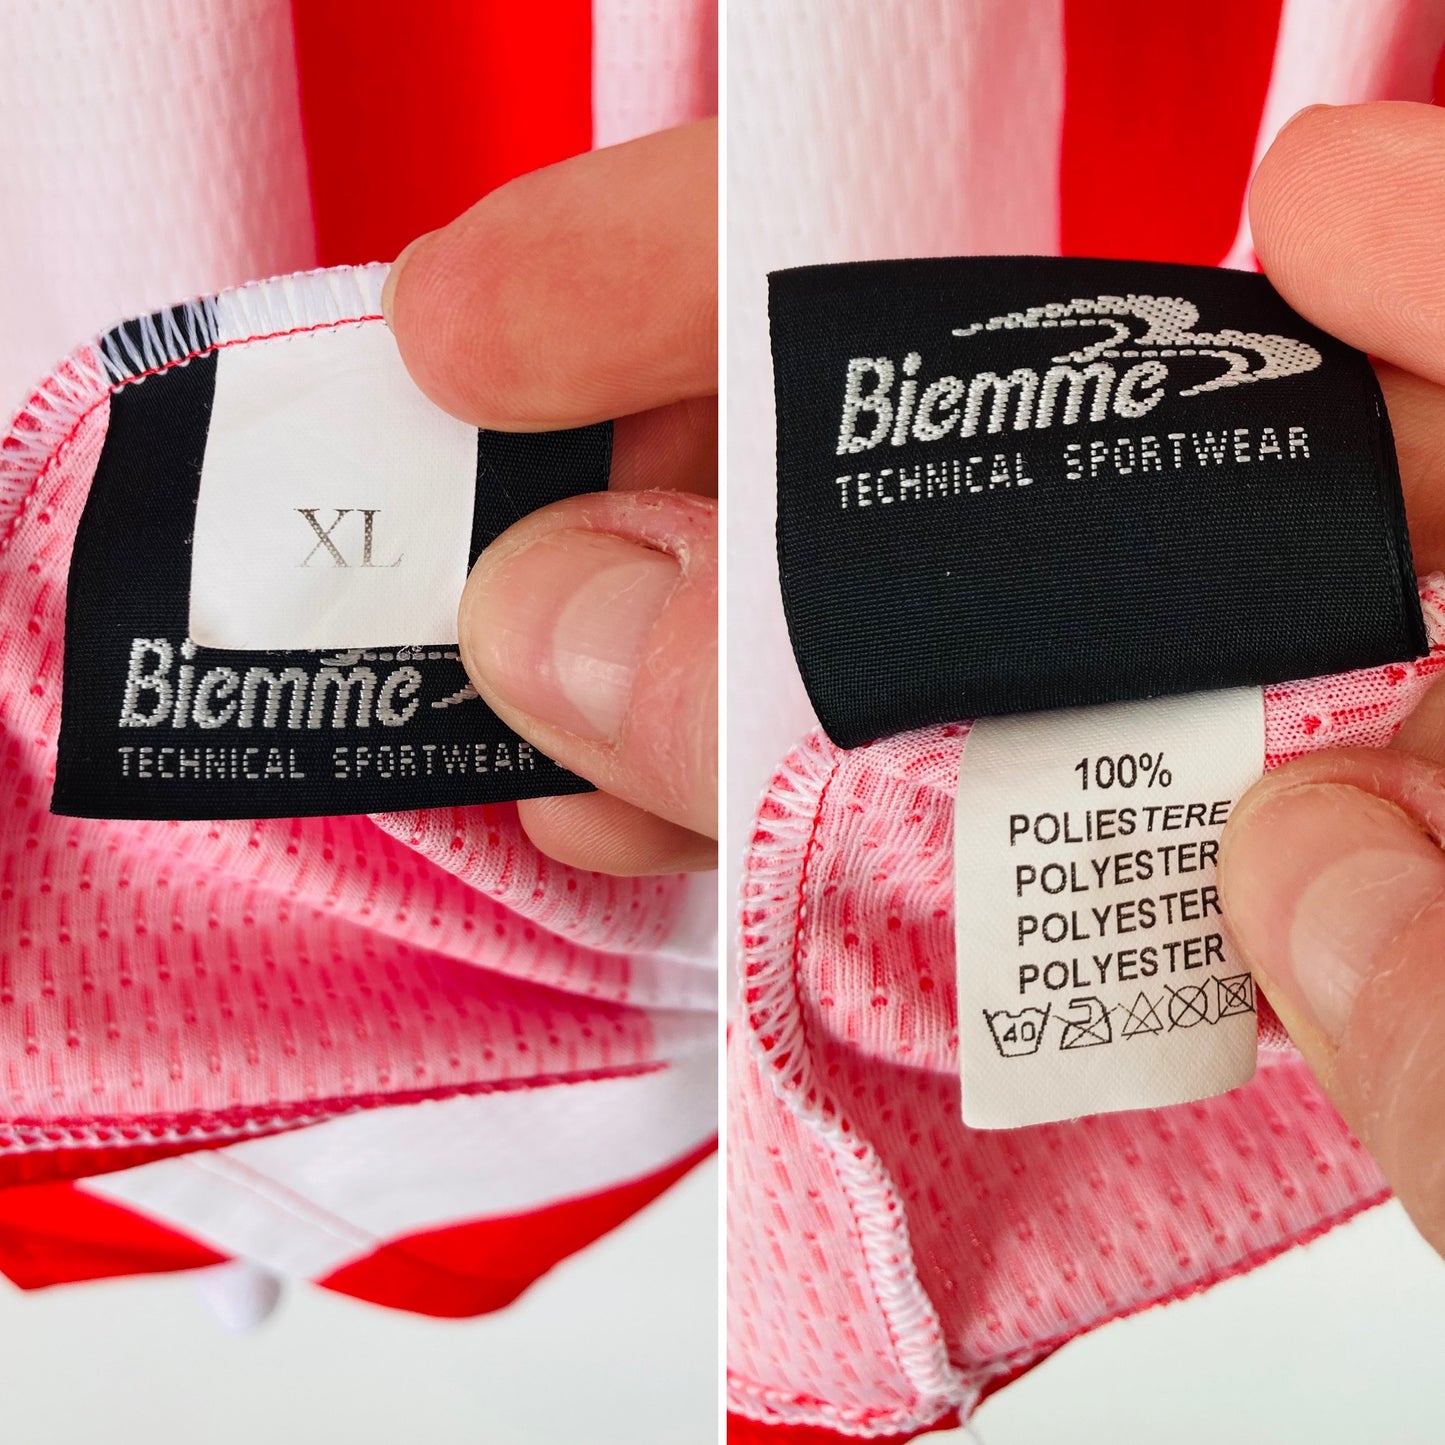 XL
Biemme
TECHNICAL SPORTWEAR
Biemme
TECHNICAL SPORTWEAR
100%
POLIESTERE
POLYESTER
POLYESTER
POLYESTER
40